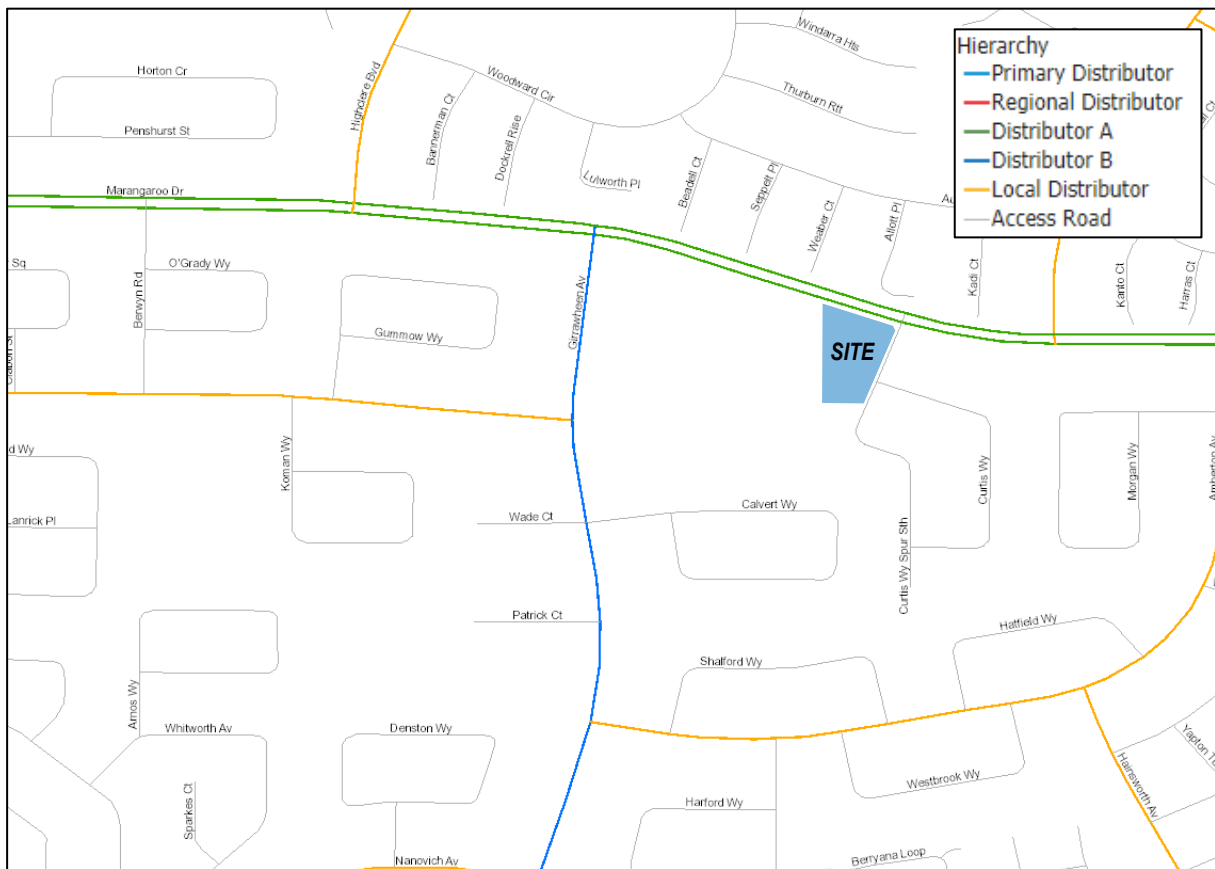 Hierarchy
Primary Distributor
Regional Distributor
Distributor A
Distributor B
Local Distributor
Access Road
Windarra Hts
Horton Cr
Highclere Bvd
Woodward Cir
Thurburn Rtt
Bannerman Ct
Dockrell Rise
Penshurst St
Lulworth Pl
Beadell Ct
Seppelt Pl
Weaber Ct
Allott Pl
Marangaroo Dr
Kadi Ct
Kanto Ct
Harras Ct
Sq
O'Grady Wy
Berwyn Rd
Girrawheen Av
Gummow Wy
SITE
Koman Wy
d Wy
Curtis Wy
Morgan Wy
Amberton Av
Calvert Wy
Lanrick Pl
Wade Ct
Curtis Wy Spur Sth
Patrick Ct
Hatfield Wy
Shalford Wy
Arnos Wy
Whitworth Av
Denston Wy
Westbrook Wy
Hainsworth Av
Sparkes Ct
Harford Wy
Nanovich Av
Berryana Loop